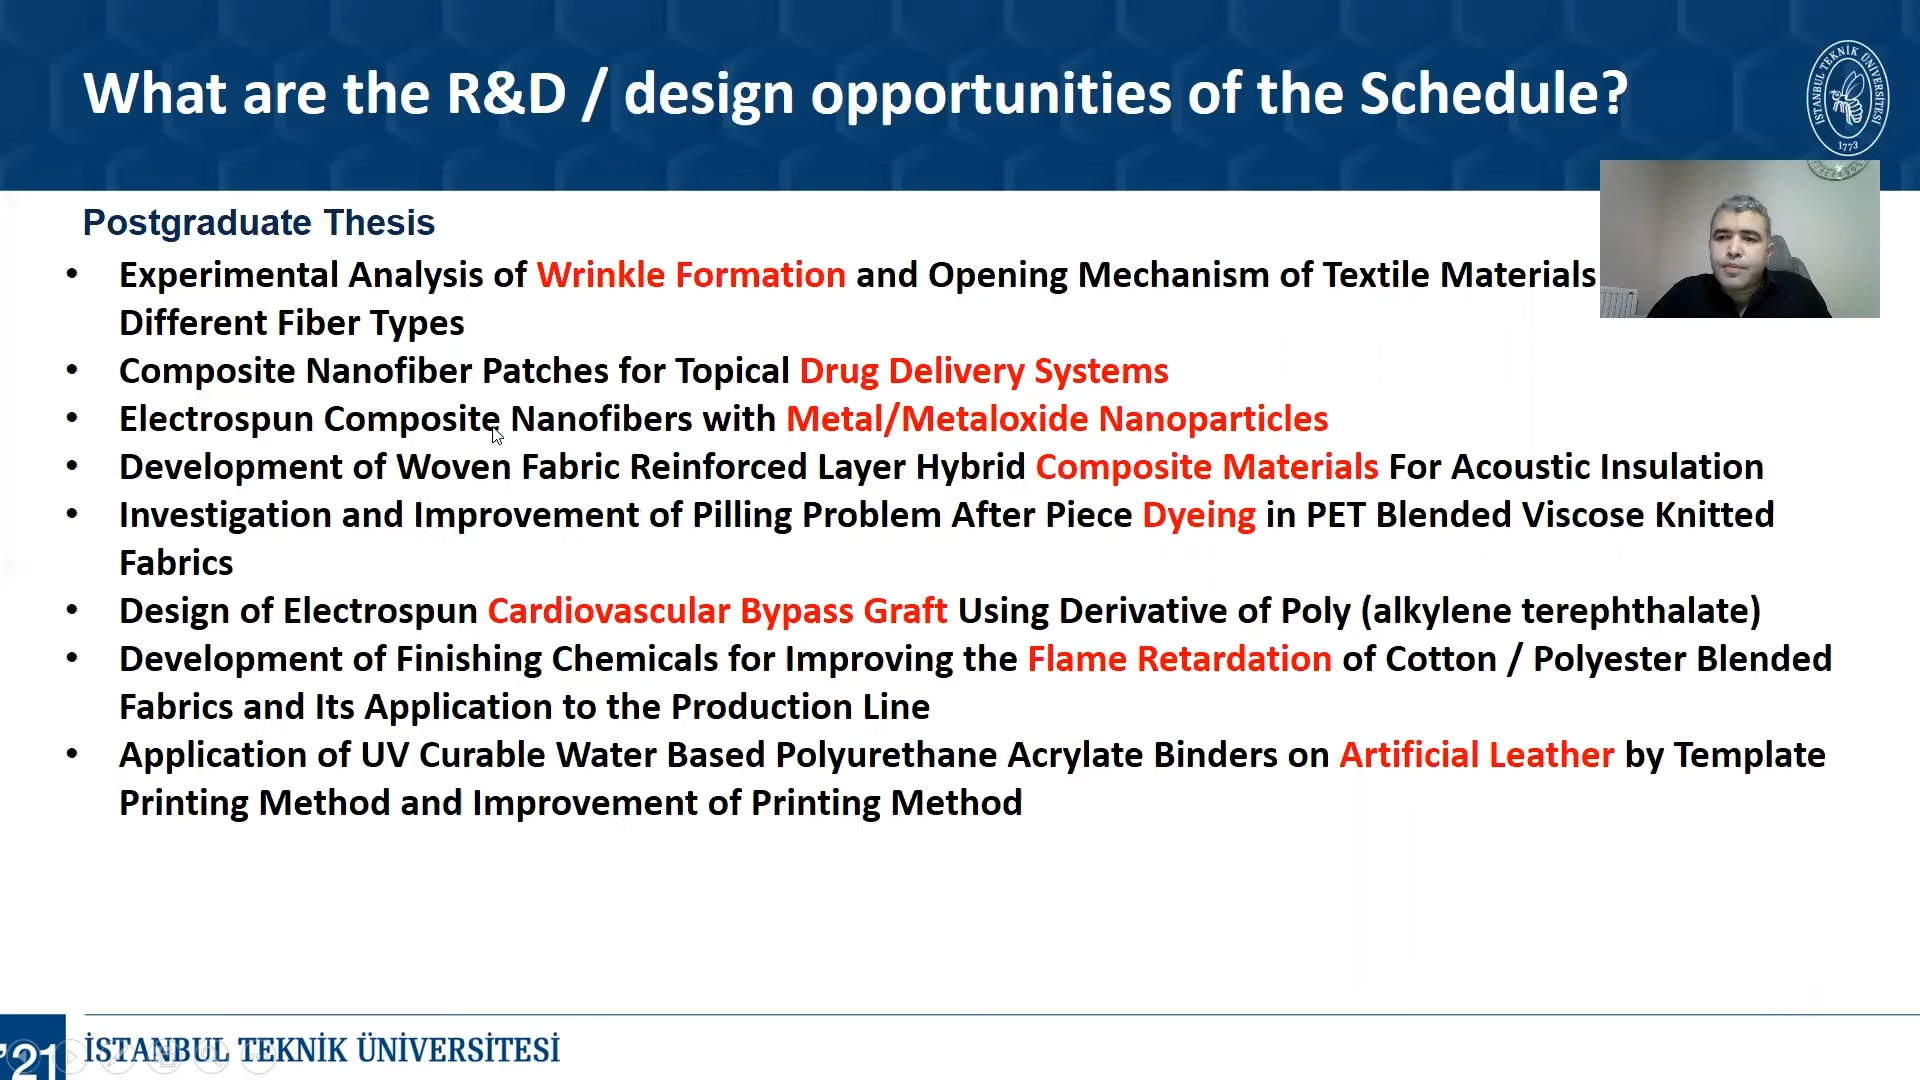 What are the R&D / design opportunities of the Schedule?
İSTANBUL TEKNİK ÜNİVERSİTESİ
1773
Postgraduate Thesis
• Experimental Analysis of Wrinkle Formation and Opening Mechanism of Textile Materials
Different Fiber Types
• Composite Nanofiber Patches for Topical Drug Delivery Systems
• Electrospun Composite Nanofibers with Metal/Metaloxide Nanoparticles
• Development of Woven Fabric Reinforced Layer Hybrid Composite Materials For Acoustic Insulation
• Investigation and Improvement of Pilling Problem After Piece Dyeing in PET Blended Viscose Knitted
Fabrics
• Design of Electrospun Cardiovascular Bypass Graft Using Derivative of Poly (alkylene terephthalate)
• Development of Finishing Chemicals for Improving the Flame Retardation of Cotton / Polyester Blended
Fabrics and Its Application to the Production Line
• Application of UV Curable Water Based Polyurethane Acrylate Binders on Artificial Leather by Template
Printing Method and Improvement of Printing Method
'21
İSTANBUL TEKNİK ÜNİVERSİTESİ